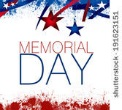 MEMORIAL
DAY
shutterstock · 191623151